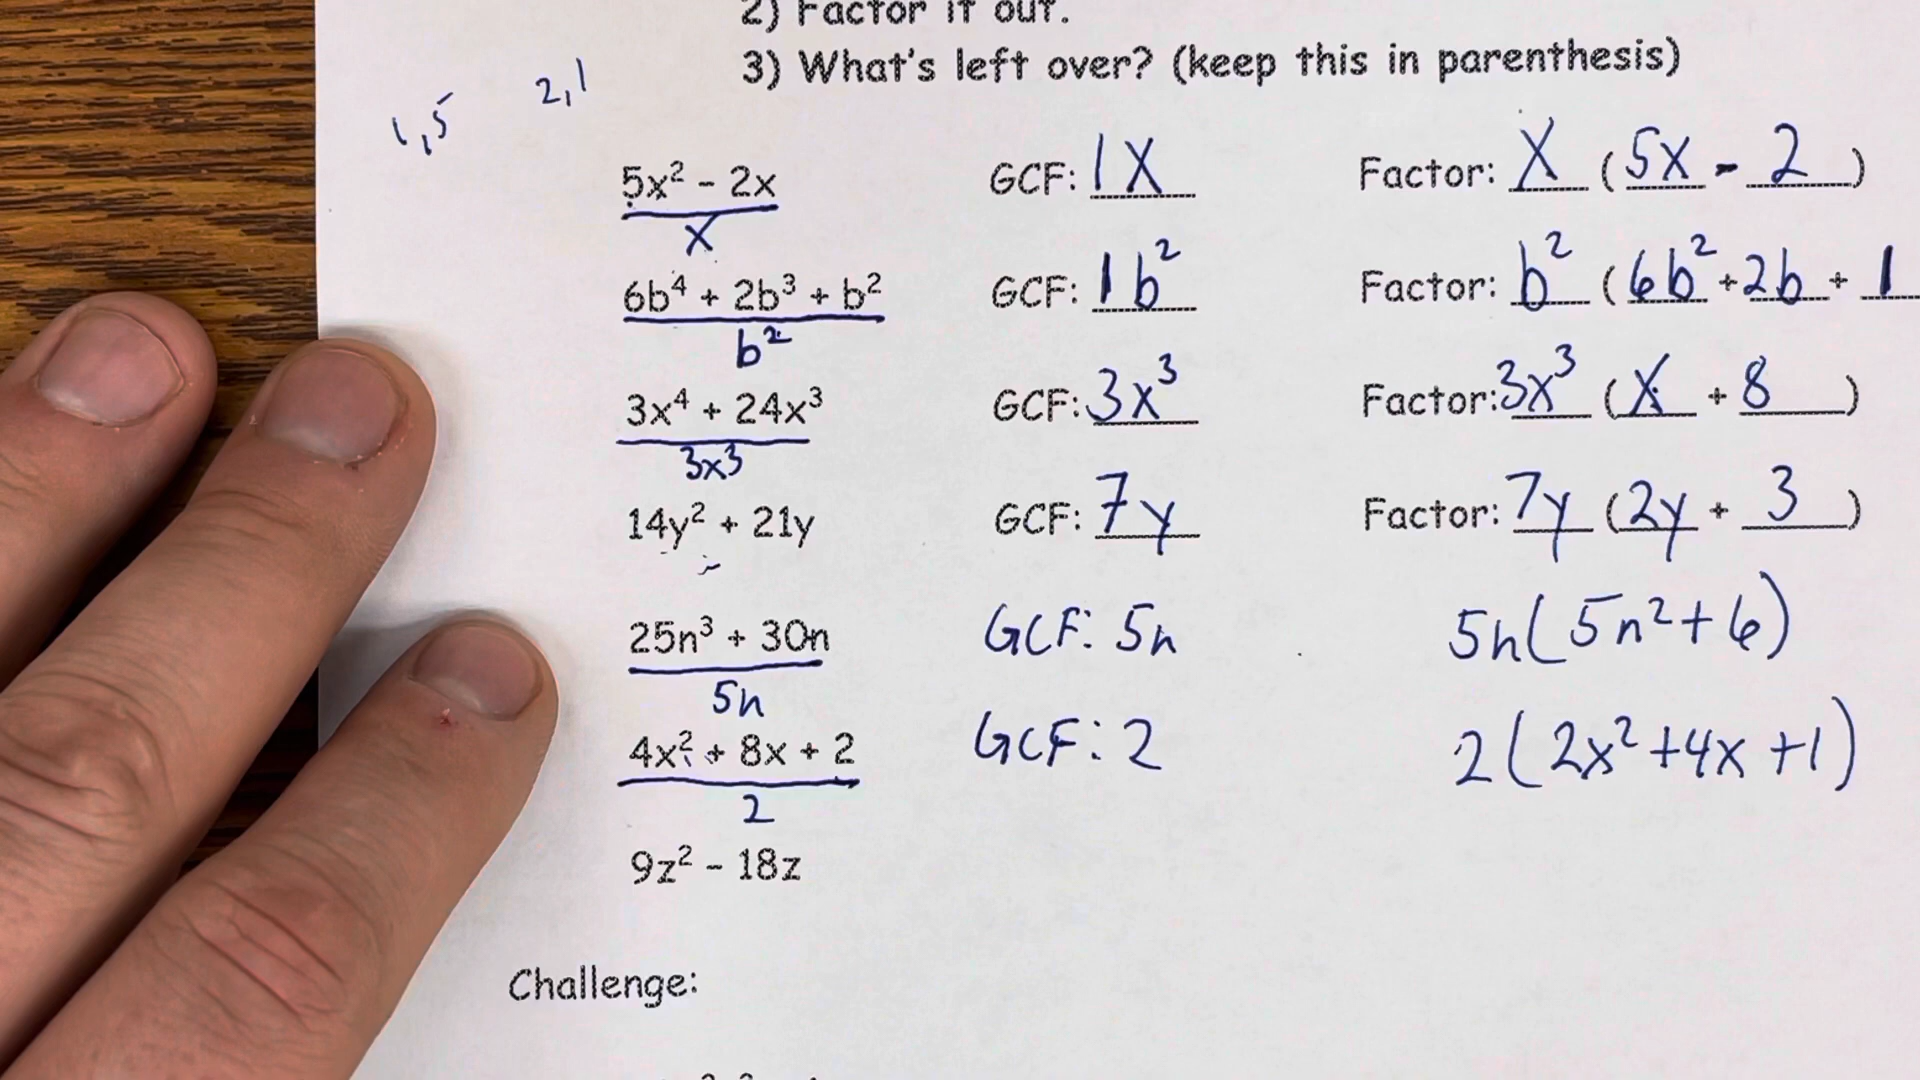 2) Factor it out.
3) What's left over? (keep this in parenthesis)
1,5 2,1
5x² - 2x GCF: 1x Factor: x (5x - 2)
x
6b⁴ + 2b³ + b² GCF: 1b² Factor: b² (6b² + 2b + 1
b²
3x⁴ + 24x³ GCF: 3x³ Factor: 3x³ (x + 8)
3x3
14y² + 21y GCF: 7y Factor: 7y (2y + 3)
25n³ + 30n GCF: 5n 5n(5n²+6)
5n
4x² + 8x + 2 GCF: 2 2(2x²+4x+1)
2
9z² - 18z
Challenge: